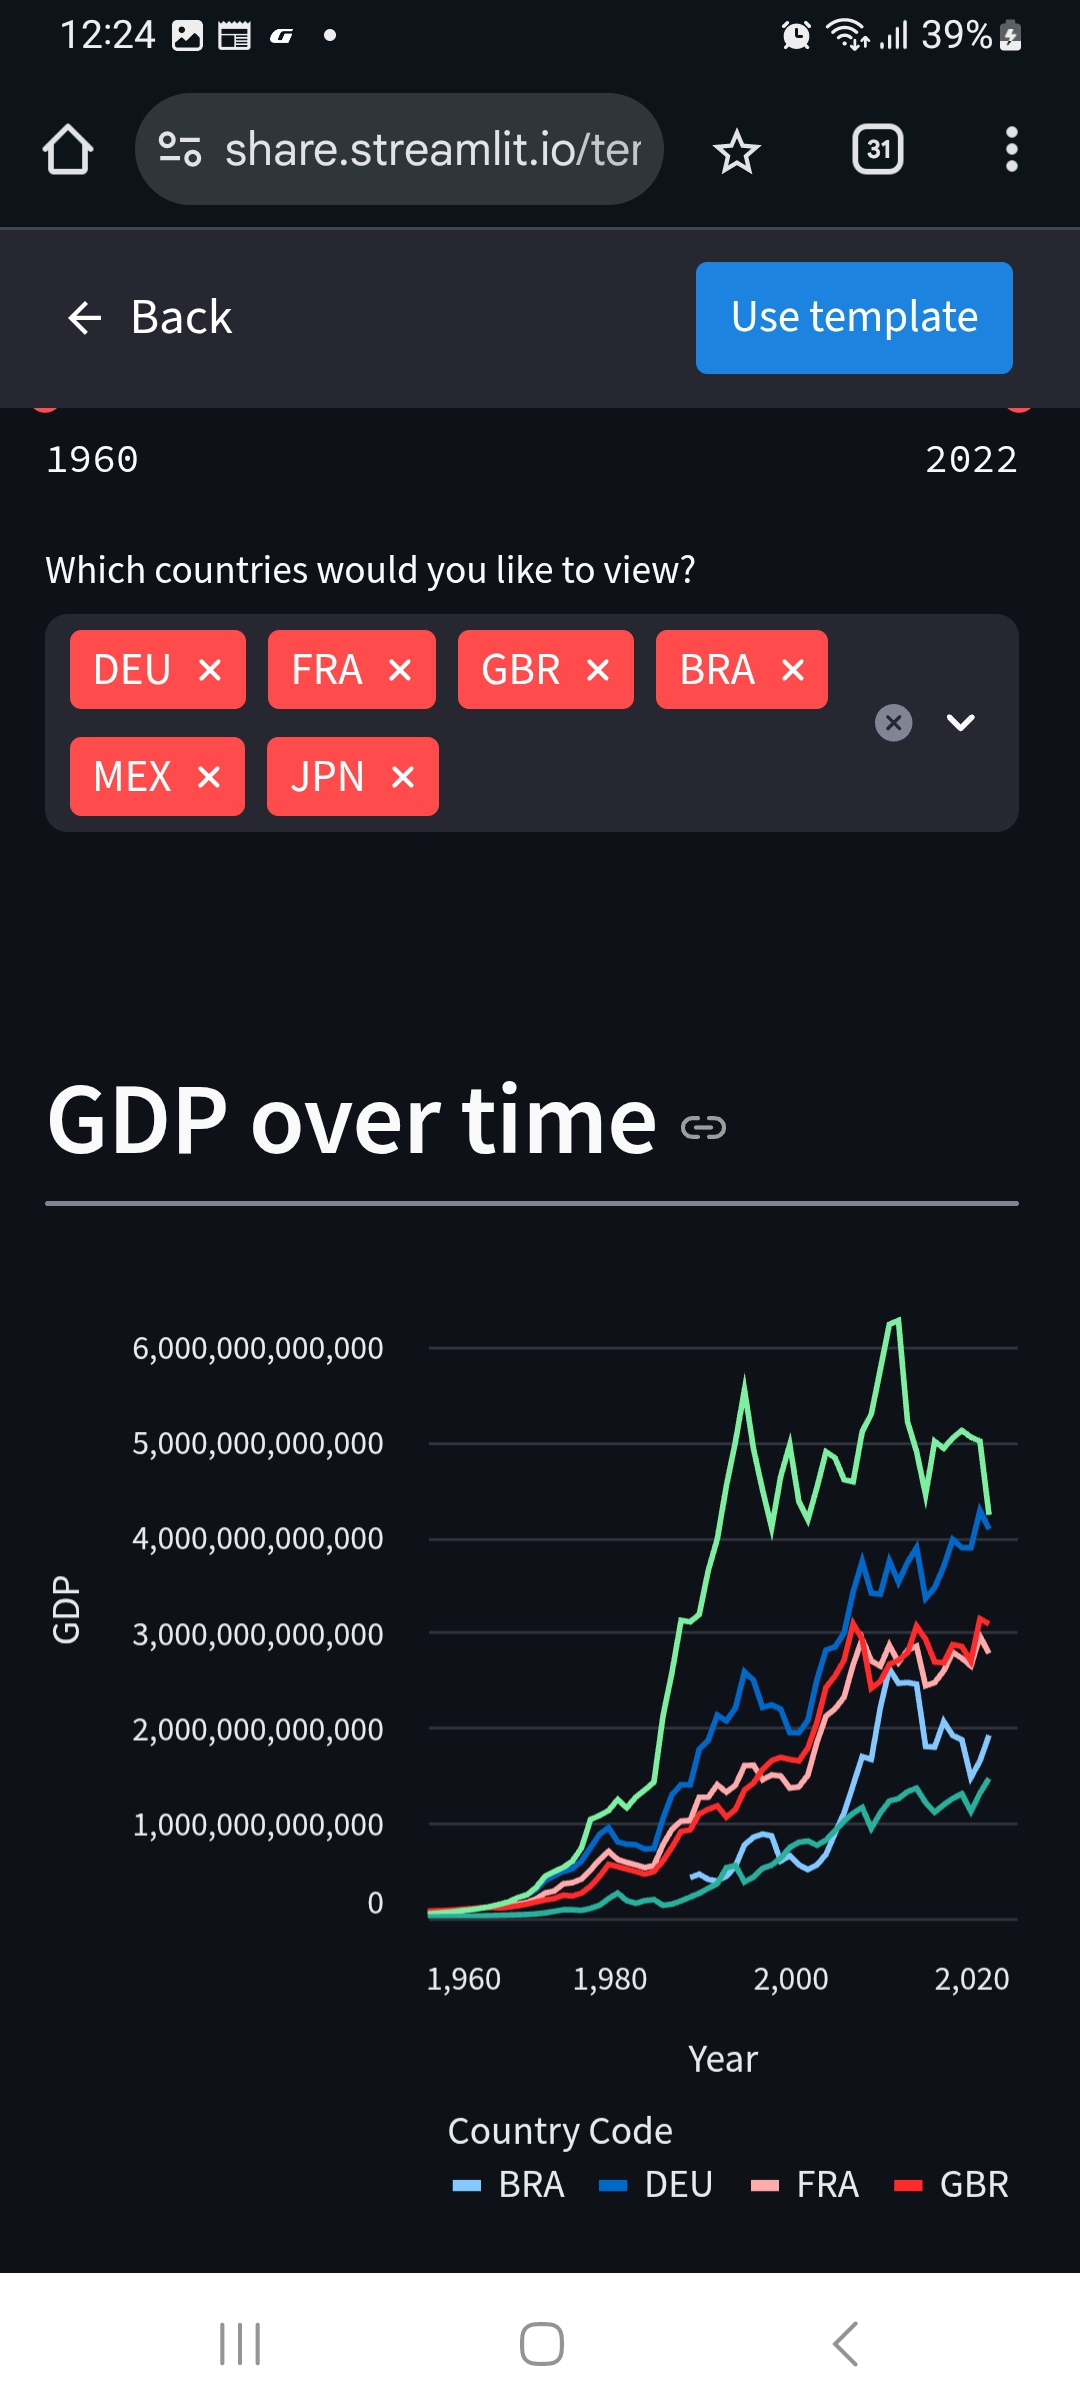 12:24 39%
share.streamlit.io/ter 31
Back Use template
1960 2022
Which countries would you like to view?
DEU FRA GBR BRA
MEX JPN
GDP over time
6,000,000,000,000
5,000,000,000,000
4,000,000,000,000
3,000,000,000,000
2,000,000,000,000
1,000,000,000,000
0
GDP
1,960 1,980 2,000 2,020
Year
Country Code
BRA DEU FRA GBR